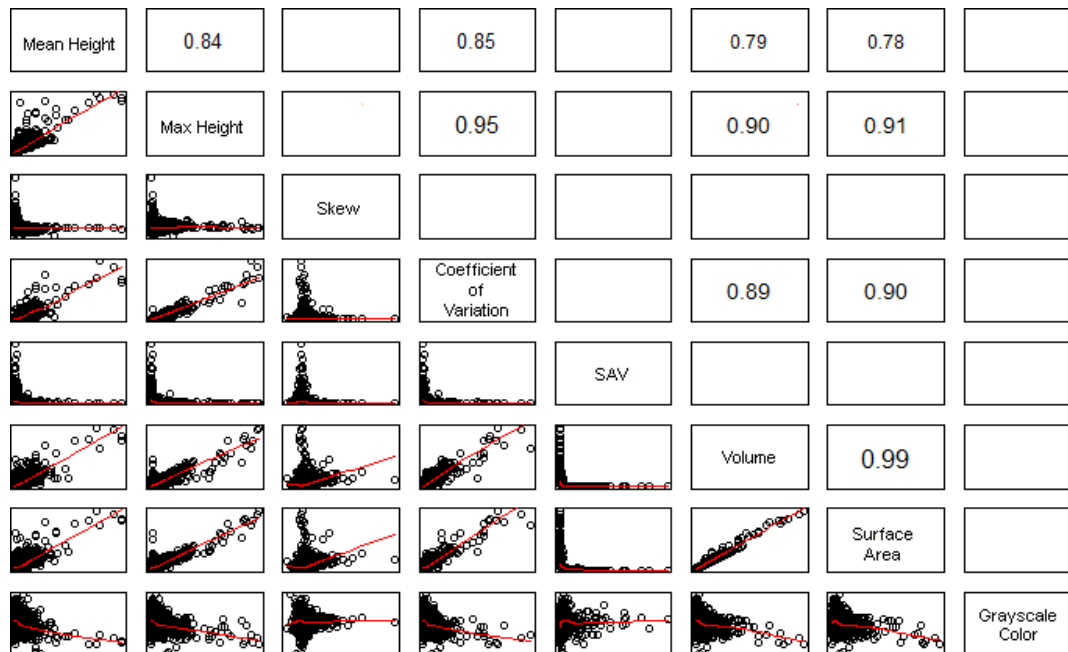 Mean Height 0.84 0.85 0.79 0.78
Max Height 0.95 0.90 0.91
Skew
Coefficient
of
Variation
0.89 0.90
SAV
Volume 0.99
Surface
Area
Grayscale
Color